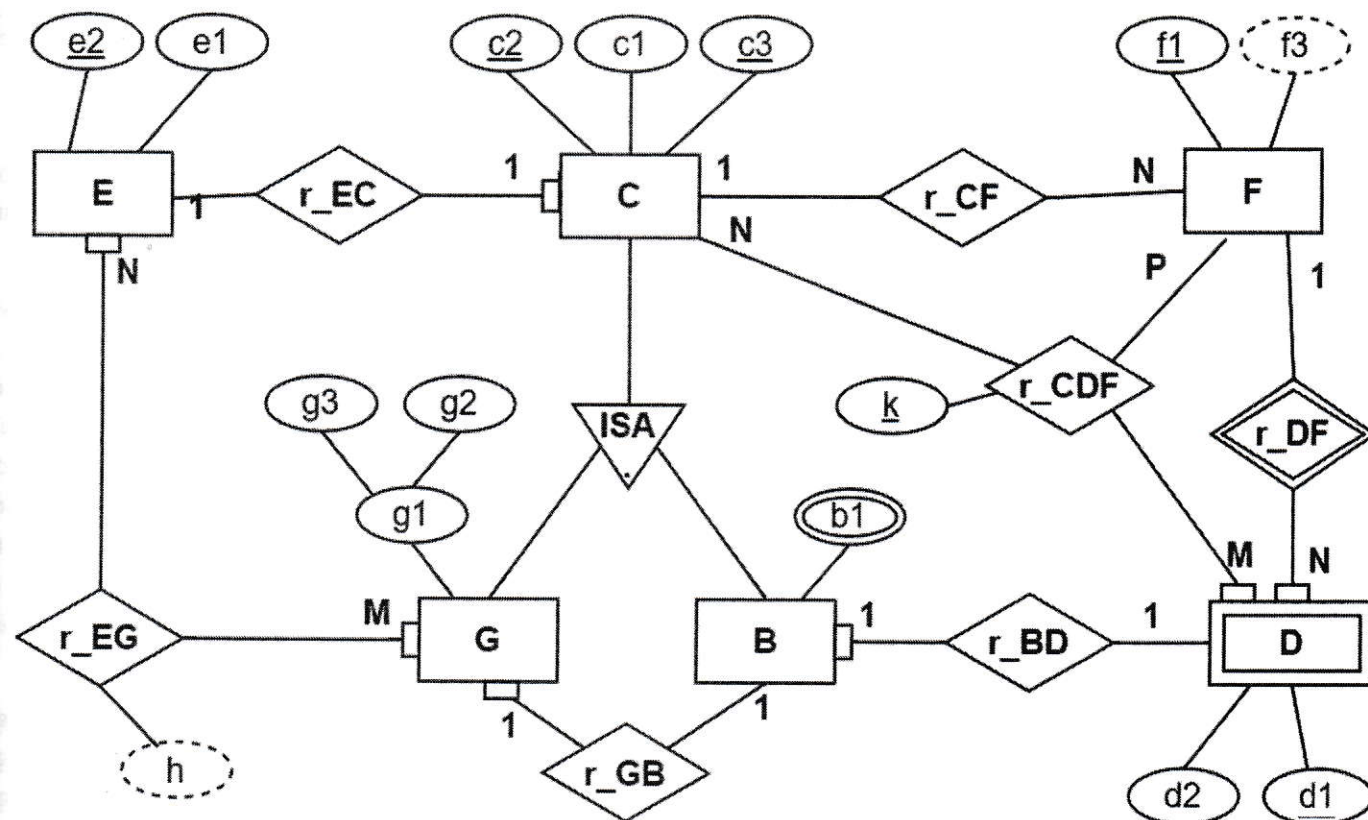 e2 e1 c2 c1 c3 f1 f3
E 1 r_EC 1 C 1 r_CF N F
N N P 1
k r_CDF
g3 g2 ISA r_DF
g1 b1
M N
r_EG M G B 1 r_BD 1 D
1 r_GB 1
h d2 d1